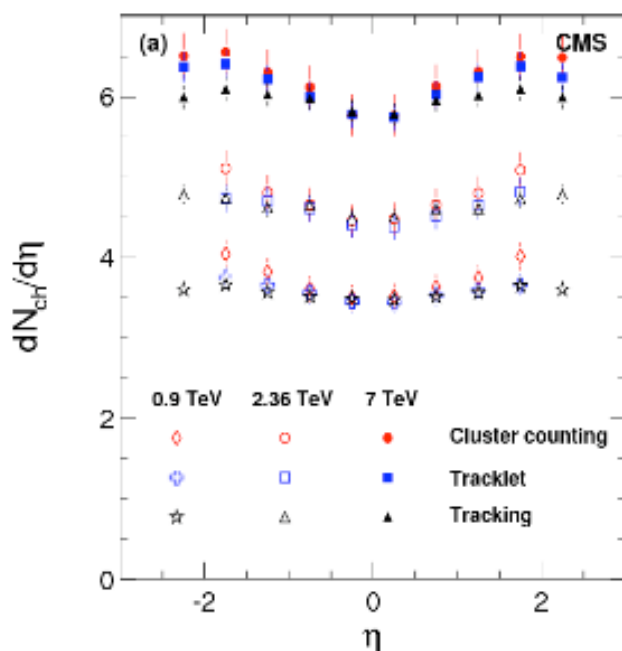 (a) CMS
6
4
2
0
dN_ch/dη
0.9 TeV 2.36 TeV 7 TeV
Cluster counting
Tracklet
Tracking
-2 0 2
η